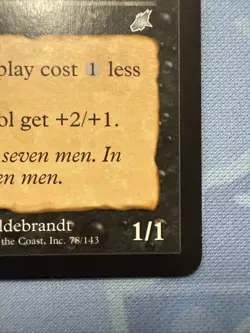 play cost 1 less
ol get +2/+1.
seven men. In
en men.
ldebrandt
the Coast, Inc. 78/143
1/1